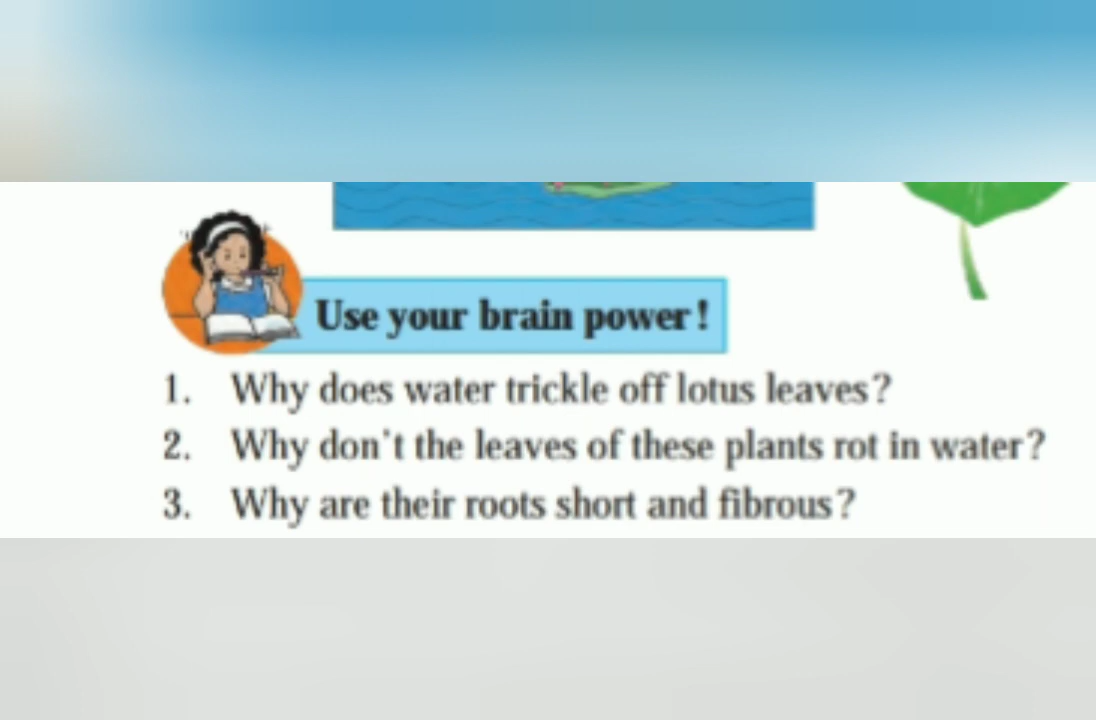 Use your brain power!
1. Why does water trickle off lotus leaves?
2. Why don't the leaves of these plants rot in water?
3. Why are their roots short and fibrous?